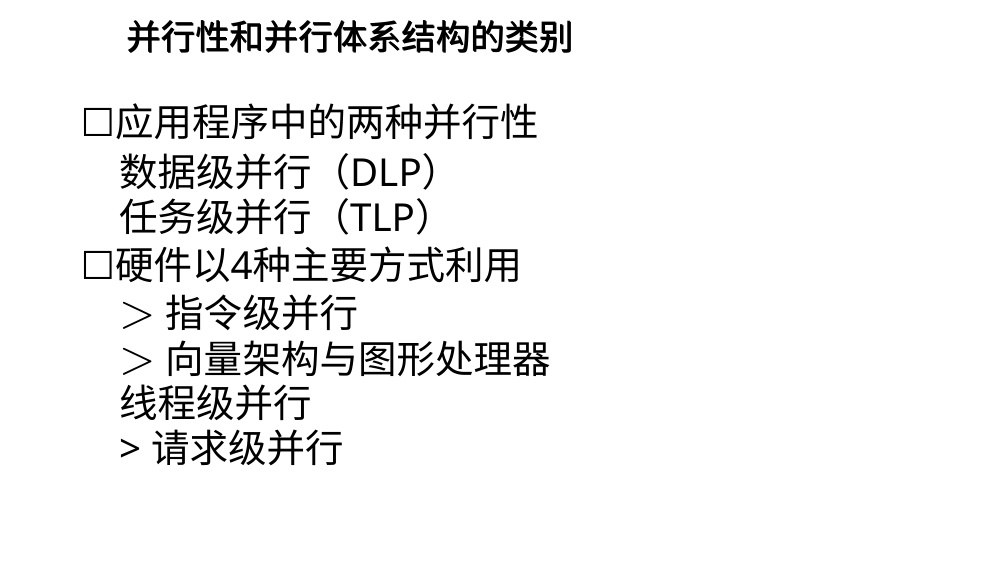 并行性和并行体系结构的类别
□应用程序中的两种并行性
数据级并行（DLP）
任务级并行（TLP）
□硬件以4种主要方式利用
＞ 指令级并行
＞ 向量架构与图形处理器
线程级并行
> 请求级并行